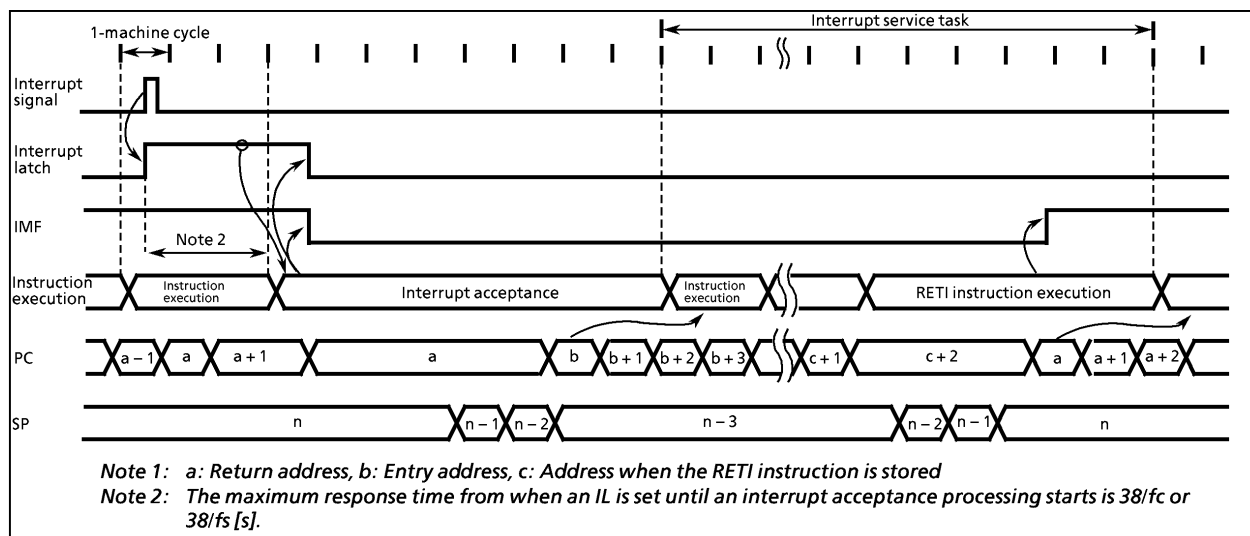 Interrupt service task
1-machine cycle
Interrupt
signal
Interrupt
latch
IMF
Note 2
Instruction
execution
Instruction
execution
Interrupt acceptance
Instruction
execution
RETI instruction execution
PC
a − 1
a
a + 1
a
b
b + 1
b + 2
b + 3
c + 1
c + 2
a
a + 1
a + 2
SP
n
n − 1
n − 2
n − 3
n − 2
n − 1
n
Note 1: a: Return address, b: Entry address, c: Address when the RETI instruction is stored
Note 2: The maximum response time from when an IL is set until an interrupt acceptance processing starts is 38/fc or
38/fs [s].